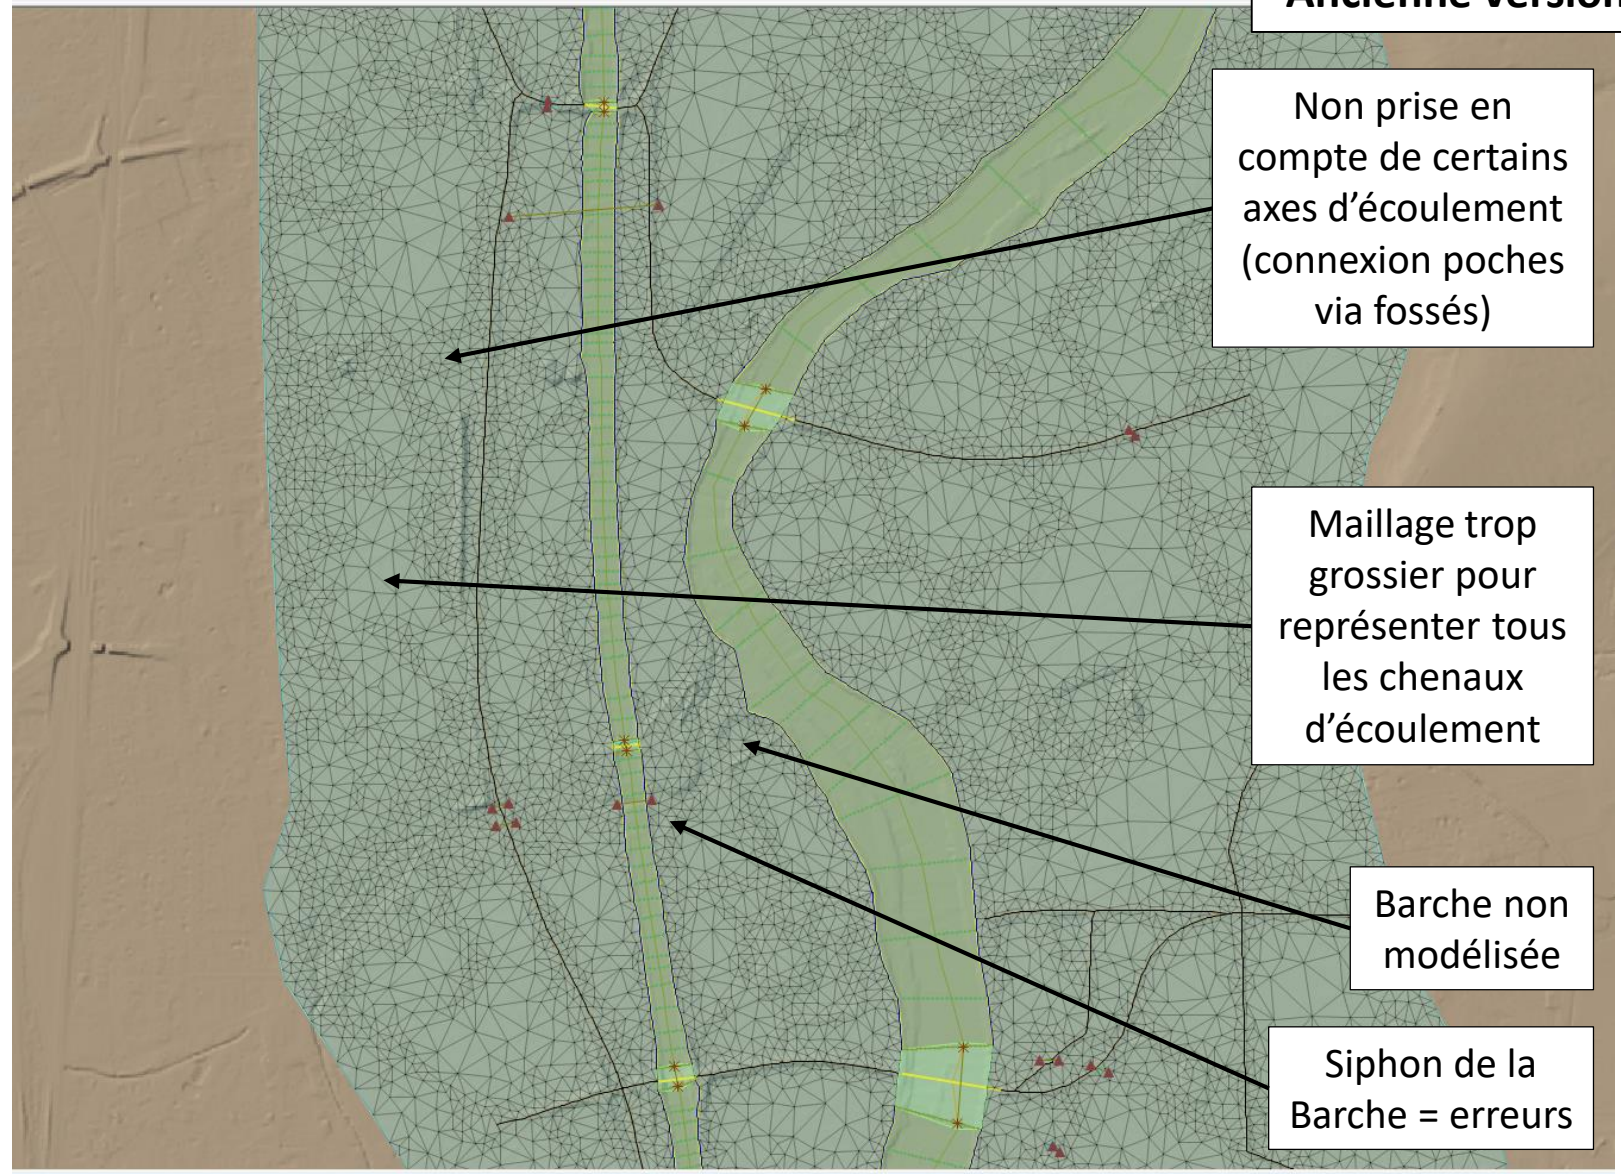 Ancienne version
Non prise en
compte de certains
axes d’écoulement
(connexion poches
via fossés)
Maillage trop
grossier pour
représenter tous
les chenaux
d’écoulement
Barche non
modélisée
Siphon de la
Barche = erreurs